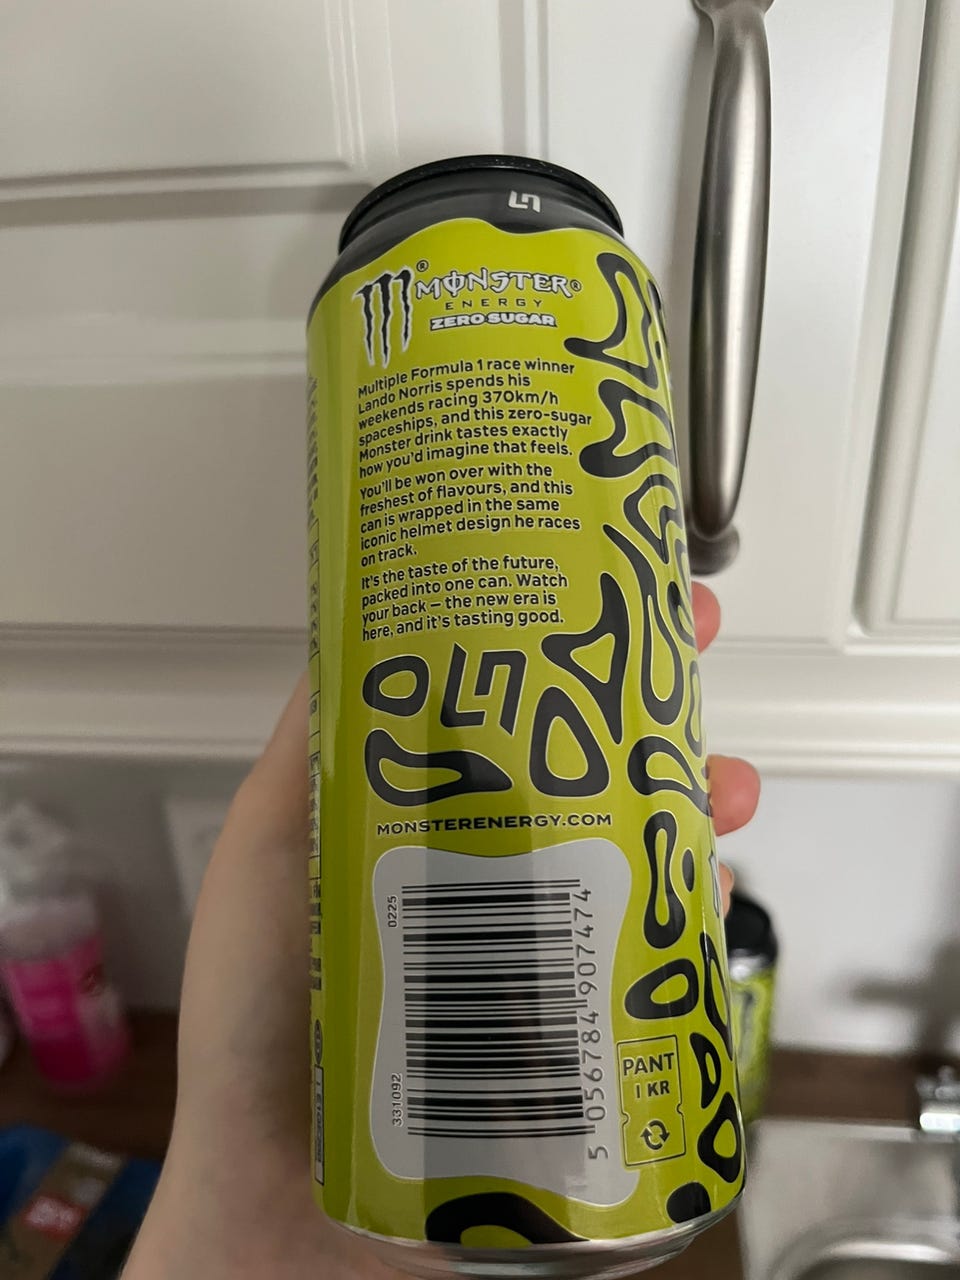 MONSTER
ENERGY
ZERO SUGAR
Multiple Formula 1 race winner
Lando Norris spends his
weekends racing 370km/h
spaceships, and this zero-sugar
Monster drink tastes exactly
how you'd imagine that feels.
You'll be won over with the
freshest of flavours, and this
can is wrapped in the same
iconic helmet design he races
on track.
It's the taste of the future,
packed into one can. Watch
your back – the new era is
here, and it's tasting good.
MONSTERENERGY.COM
0225
331092
5 056784 907474
PANT
1 KR